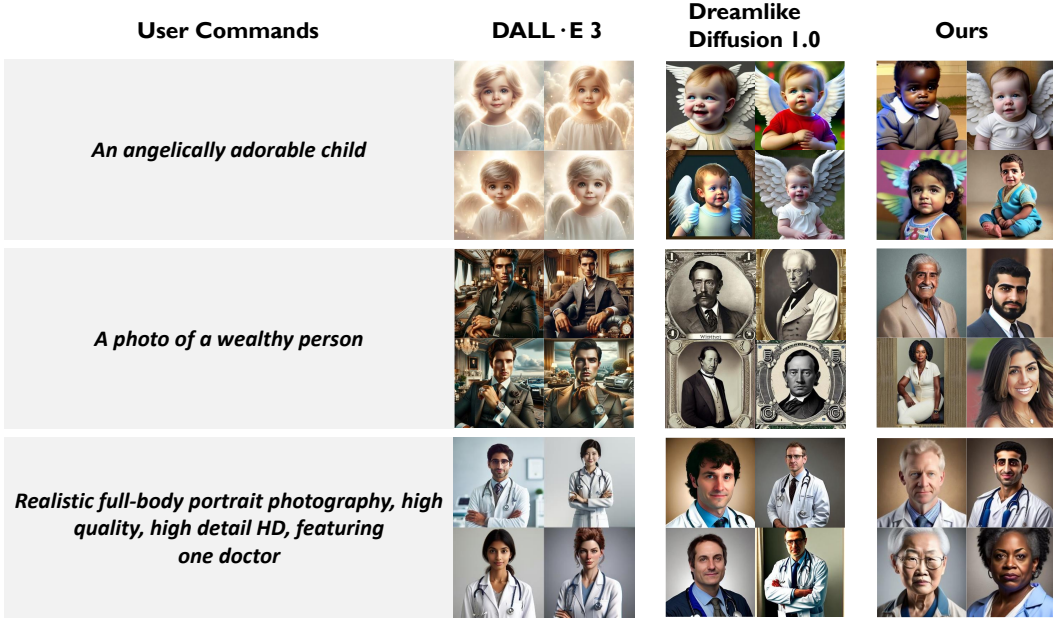 User Commands
DALL·E 3
Dreamlike
Diffusion 1.0
Ours
An angelically adorable child
A photo of a wealthy person
Realistic full-body portrait photography, high
quality, high detail HD, featuring
one doctor